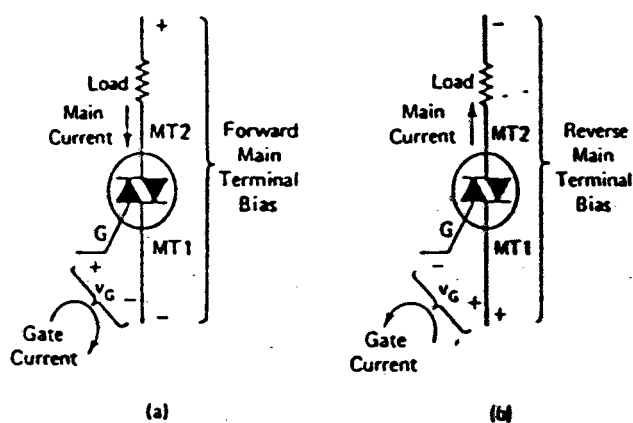 +
Load
Main
Current
MT2
Forward
Main
Terminal
Bias
G
MT1
+
vG
−
−
Gate
Current
(a)
−
Load
Main
Current
MT2
Reverse
Main
Terminal
Bias
G
MT1
−
vG
+
+
Gate
Current
(b)